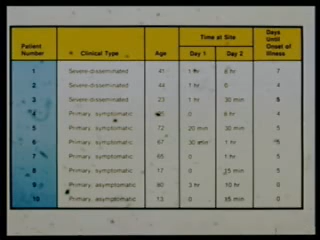 Time at Site
Days Until Onset of Illness
Patient Number Clinical Type Age Day 1 Day 2
1 Severe-disseminated 41 1 hr 8 hr 7
2 Severe-disseminated 44 1 hr 0 4
3 Severe-disseminated 23 1 hr 30 min 5
4 Primary, symptomatic 0 6 hr 4
5 Primary, symptomatic 72 20 min 30 min 5
6 Primary, symptomatic 67 30 min 1 hr 5
7 Primary, symptomatic 65 0 1 hr 5
8 Primary, symptomatic 17 0 15 min 5
9 Primary, asymptomatic 80 3 hr 10 hr 0
10 Primary, asymptomatic 13 0 15 min 0